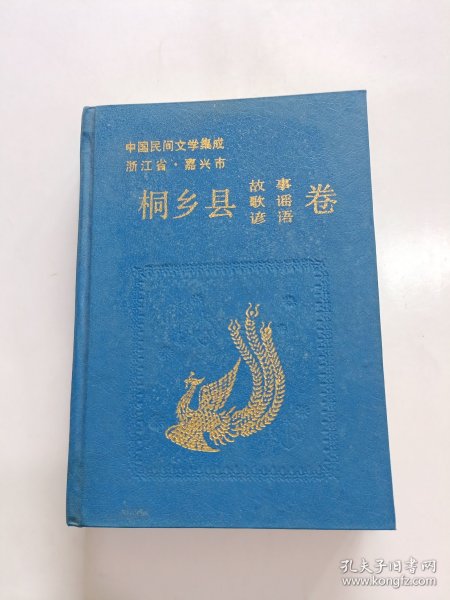 中国民间文学集成
浙江省·嘉兴市
桐乡县 故事 歌谣 谚语 卷
孔夫子旧书网
www.kongfz.com